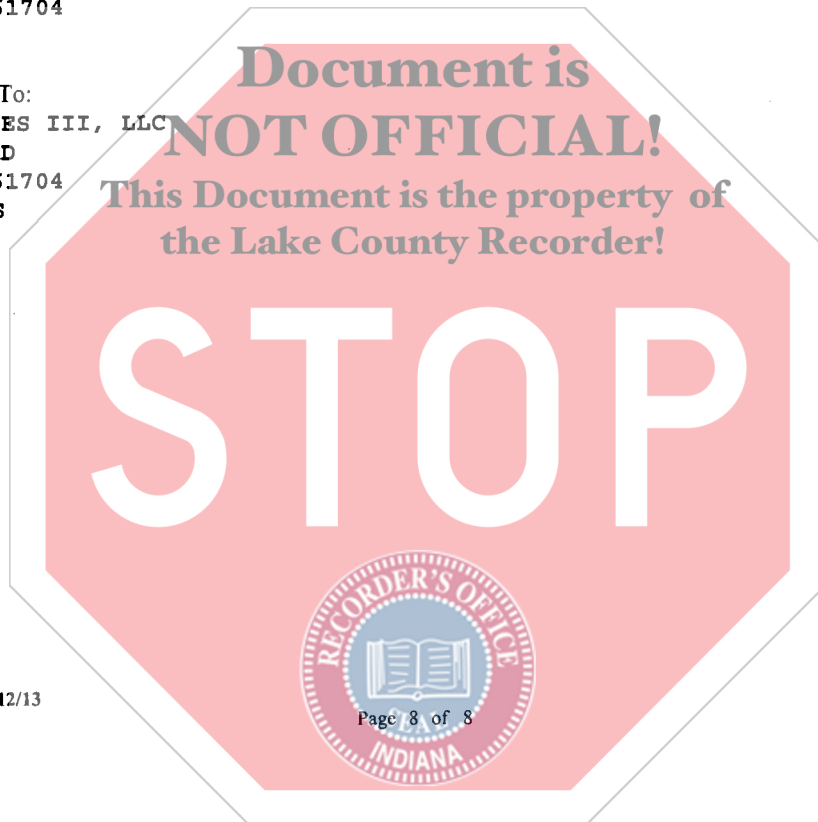 51704
Document is
To:
ES III, LLC
NOT OFFICIAL!
D
51704
This Document is the property of
S
the Lake County Recorder!
STOP
RECORDER'S OFFICE
12/13
Page 8 of 8
SEAL
INDIANA